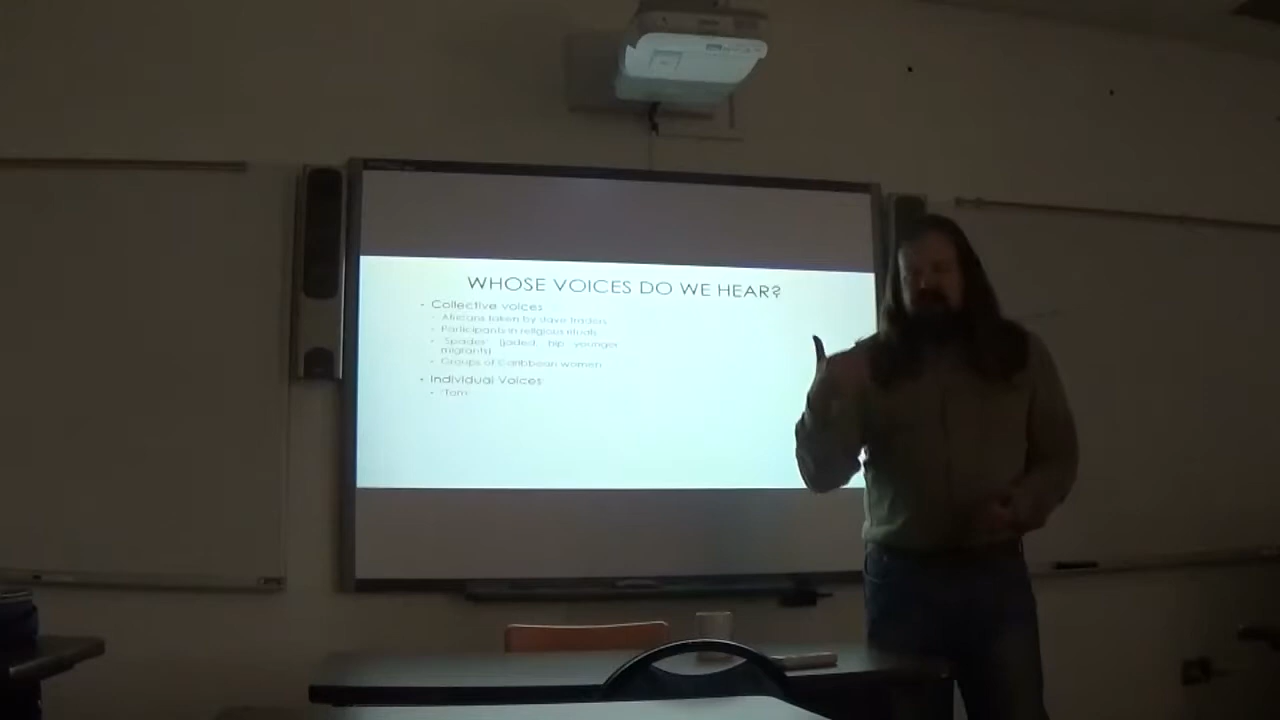 WHOSE VOICES DO WE HEAR?
- Collective voices
- Africans taken by slave traders
- Participants in religious rituals
- 'Spades' (jaded, hip younger
migrants)
- Groups of Caribbean women
- Individual Voices
- 'Tom'